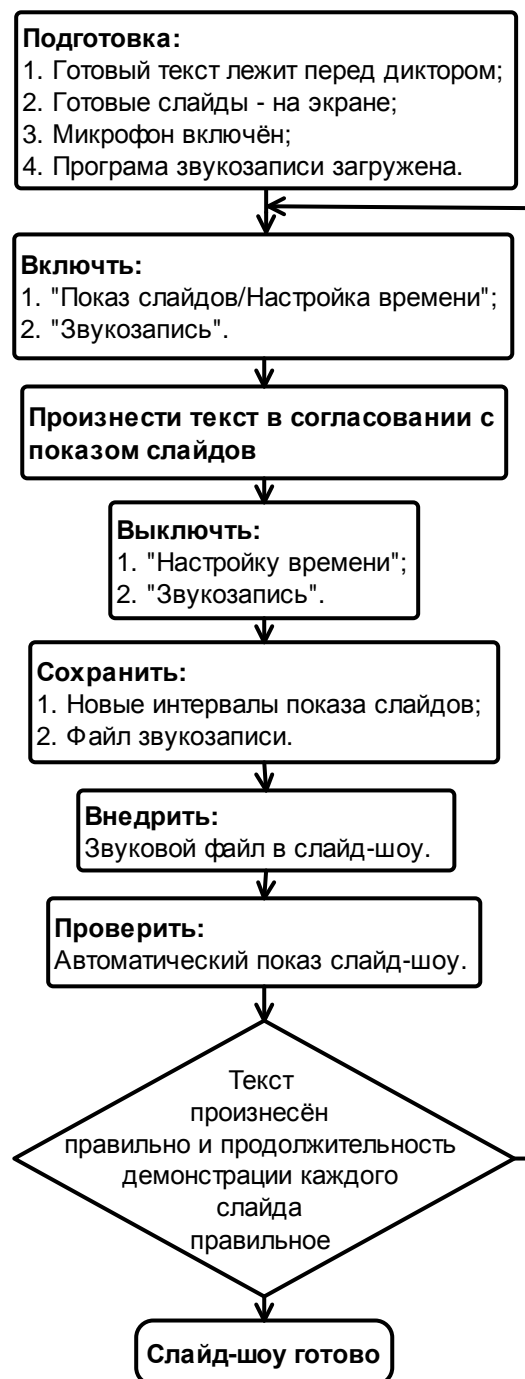 Подготовка:
1. Готовый текст лежит перед диктором;
2. Готовые слайды - на экране;
3. Микрофон включён;
4. Програма звукозаписи загружена.
Включть:
1. "Показ слайдов/Настройка времени";
2. "Звукозапись".
Произнести текст в согласовании с
показом слайдов
Выключть:
1. "Настройку времени";
2. "Звукозапись".
Сохранить:
1. Новые интервалы показа слайдов;
2. Файл звукозаписи.
Внедрить:
Звуковой файл в слайд-шоу.
Проверить:
Автоматический показ слайд-шоу.
Текст
произнесён
правильно и продолжительность
демонстрации каждого
слайда
правильное
Слайд-шоу готово